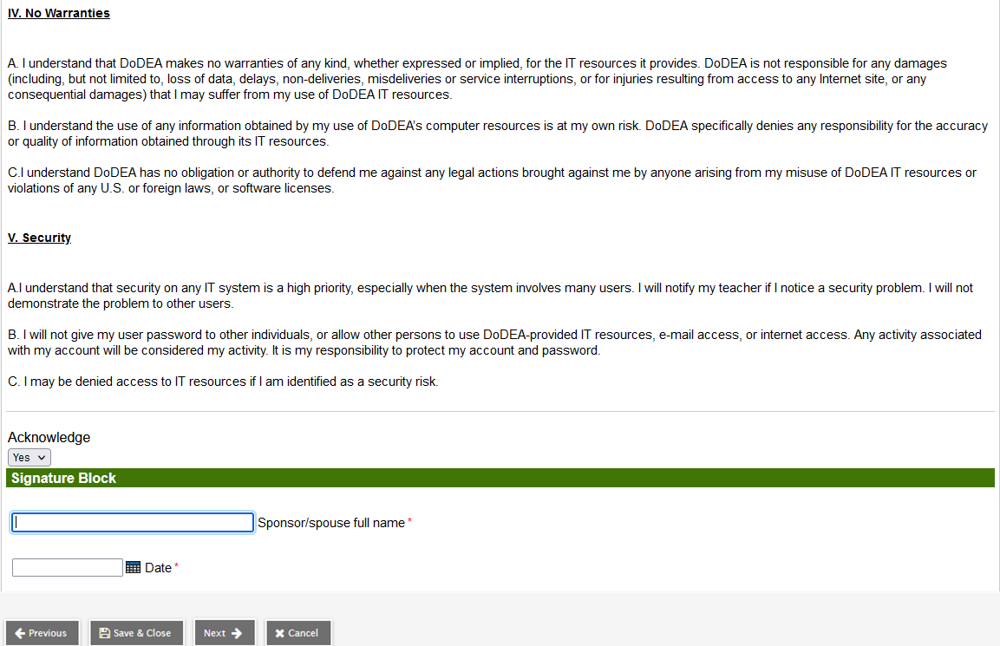 IV. No Warranties
A. I understand that DoDEA makes no warranties of any kind, whether expressed or implied, for the IT resources it provides. DoDEA is not responsible for any damages
(including, but not limited to, loss of data, delays, non-deliveries, misdeliveries or service interruptions, or for injuries resulting from access to any Internet site, or any
consequential damages) that I may suffer from my use of DoDEA IT resources.
B. I understand the use of any information obtained by my use of DoDEA's computer resources is at my own risk. DoDEA specifically denies any responsibility for the accuracy
or quality of information obtained through its IT resources.
C.I understand DoDEA has no obligation or authority to defend me against any legal actions brought against me by anyone arising from my misuse of DoDEA IT resources or
violations of any U.S. or foreign laws, or software licenses.
V. Security
A.I understand that security on any IT system is a high priority, especially when the system involves many users. I will notify my teacher if I notice a security problem. I will not
demonstrate the problem to other users.
B. I will not give my user password to other individuals, or allow other persons to use DoDEA-provided IT resources, e-mail access, or internet access. Any activity associated
with my account will be considered my activity. It is my responsibility to protect my account and password.
C. I may be denied access to IT resources if I am identified as a security risk.
Acknowledge
Yes
Signature Block
Sponsor/spouse full name *
Date *
Previous Save & Close Next Cancel